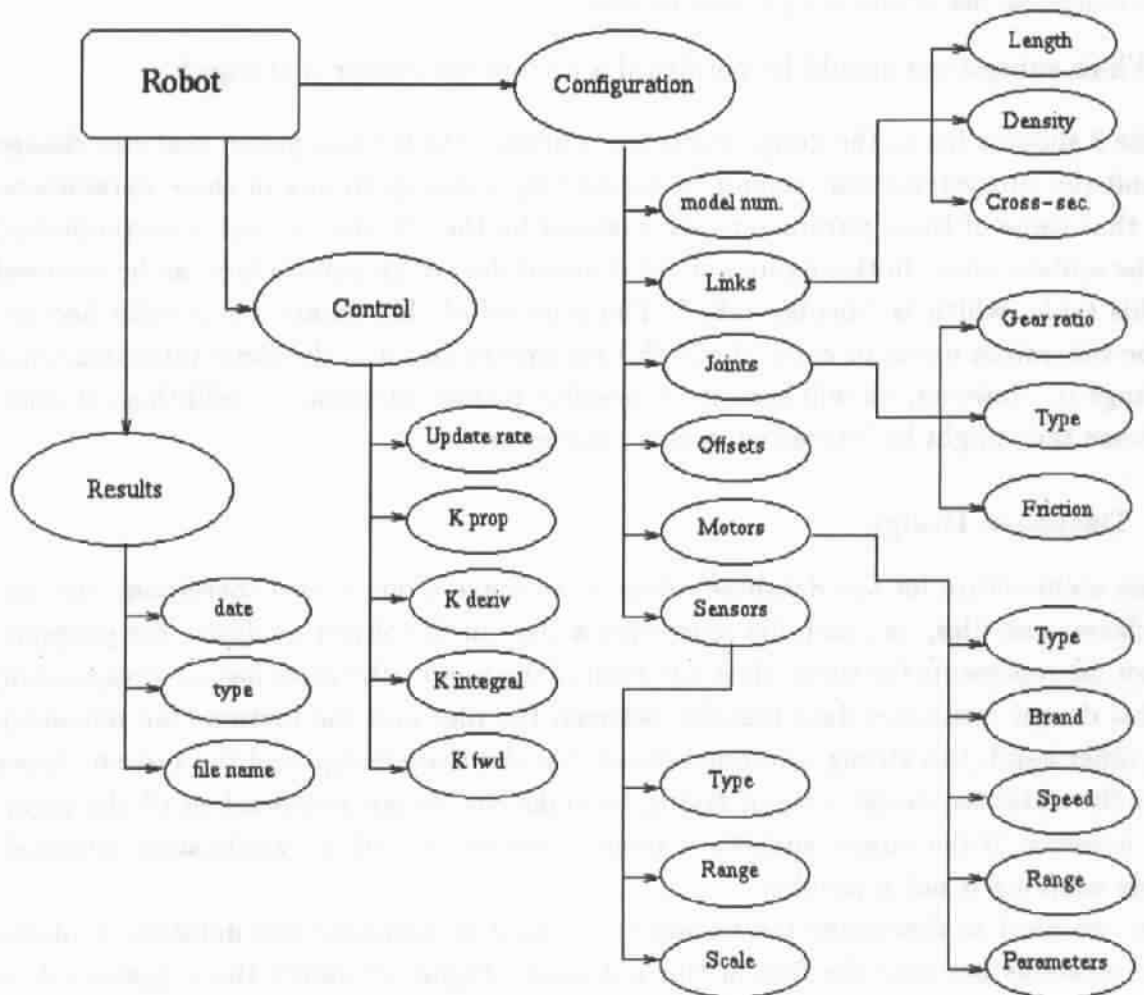 Robot
Configuration
Length
Density
Cross-sec.
model num.
Links
Control
Gear ratio
Joints
Type
Update rate
Offsets
Results
Friction
K prop
Motors
date
K deriv
Sensors
Type
type
K integral
Brand
file name
K fwd
Type
Speed
Range
Range
Scale
Parameters